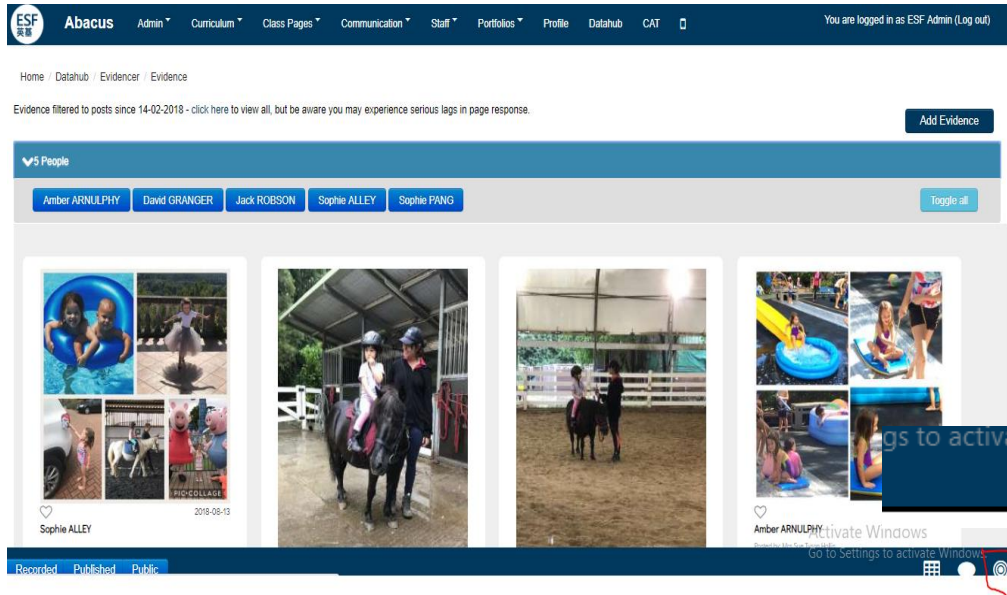 ESF
英基
Abacus Admin Curriculum Class Pages Communication Staff Portfolios Profile Datahub CAT You are logged in as ESF Admin (Log out)
Home / Datahub / Evidencer / Evidence
Evidence filtered to posts since 14-02-2018 - click here to view all, but be aware you may experience serious lags in page response.
Add Evidence
5 People
Amber ARNULPHY David GRANGER Jack ROBSON Sophie ALLEY Sophie PANG Toggle all
PIC•COLLAGE
2018-08-13
Sophie ALLEY
gs to activa
Amber ARNULPHY
Activate Windows
Go to Settings to activate Windows.
Recorded Published Public